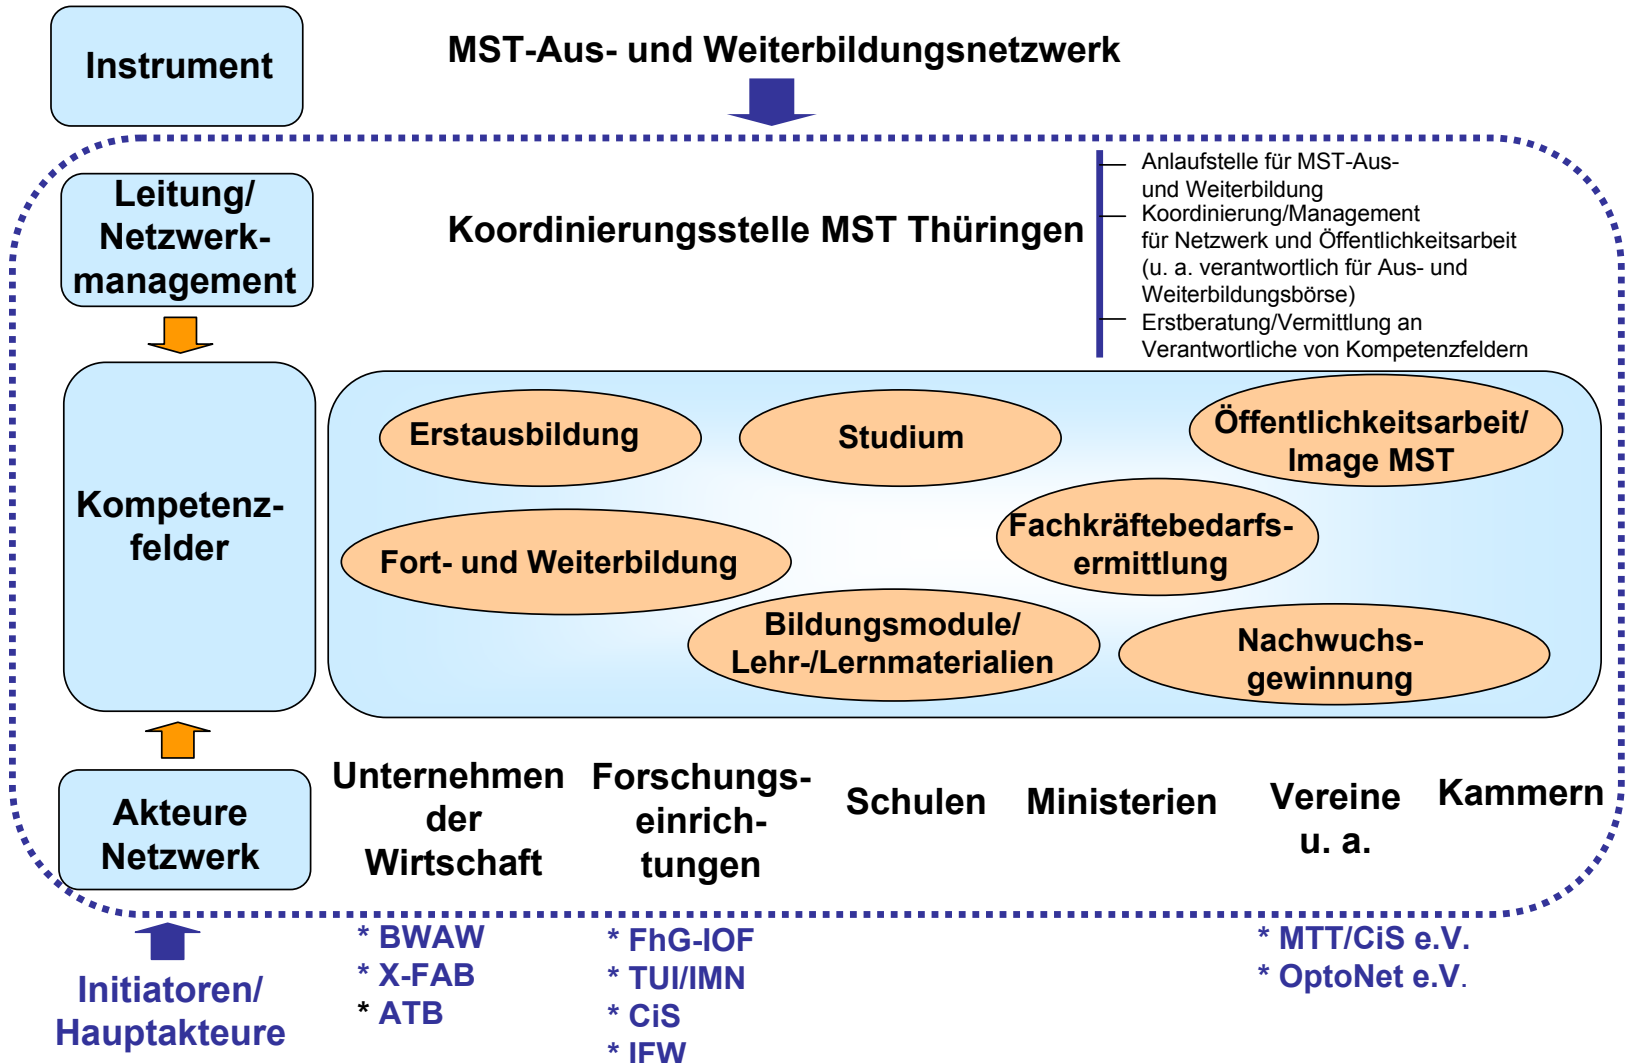 Instrument
MST-Aus- und Weiterbildungsnetzwerk
Leitung/
Netzwerk-
management
Koordinierungsstelle MST Thüringen
Anlaufstelle für MST-Aus-
und Weiterbildung
Koordinierung/Management
für Netzwerk und Öffentlichkeitsarbeit
(u. a. verantwortlich für Aus- und
Weiterbildungsbörse)
Erstberatung/Vermittlung an
Verantwortliche von Kompetenzfeldern
Kompetenz-
felder
Erstausbildung
Studium
Öffentlichkeitsarbeit/
Image MST
Fort- und Weiterbildung
Fachkräftebedarfs-
ermittlung
Bildungsmodule/
Lehr-/Lernmaterialien
Nachwuchs-
gewinnung
Akteure
Netzwerk
Unternehmen
der
Wirtschaft
Forschungs-
einrich-
tungen
Schulen
Ministerien
Vereine
u. a.
Kammern
Initiatoren/
Hauptakteure
* BWAW
* X-FAB
* ATB
* FhG-IOF
* TUI/IMN
* CiS
* IFW
* MTT/CiS e.V.
* OptoNet e.V.